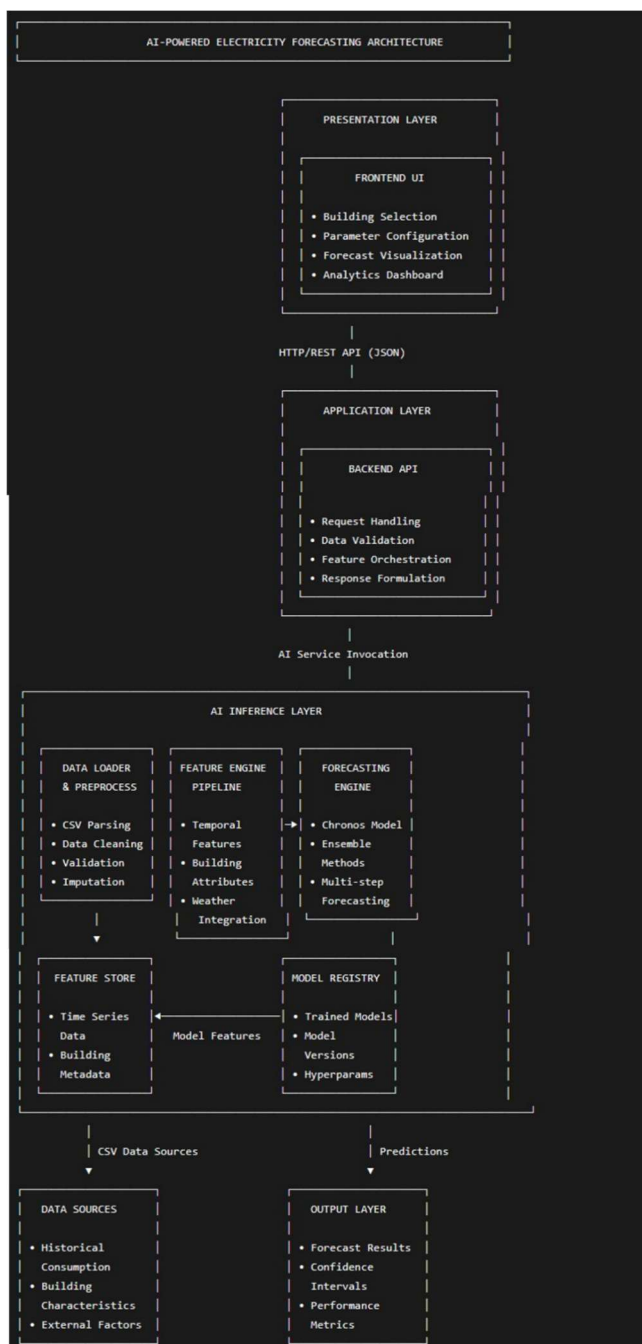 AI-POWERED ELECTRICITY FORECASTING ARCHITECTURE
PRESENTATION LAYER
FRONTEND UI
• Building Selection
• Parameter Configuration
• Forecast Visualization
• Analytics Dashboard
HTTP/REST API (JSON)
APPLICATION LAYER
BACKEND API
• Request Handling
• Data Validation
• Feature Orchestration
• Response Formulation
AI Service Invocation
AI INFERENCE LAYER
DATA LOADER
& PREPROCESS
• CSV Parsing
• Data Cleaning
• Validation
• Imputation
FEATURE ENGINE
PIPELINE
• Temporal
Features
• Building
Attributes
• Weather
Integration
FORECASTING
ENGINE
• Chronos Model
• Ensemble
Methods
• Multi-step
Forecasting
FEATURE STORE
• Time Series
Data
• Building
Metadata
Model Features
MODEL REGISTRY
• Trained Models
• Model
Versions
• Hyperparams
CSV Data Sources
Predictions
DATA SOURCES
• Historical
Consumption
• Building
Characteristics
• External Factors
OUTPUT LAYER
• Forecast Results
• Confidence
Intervals
• Performance
Metrics